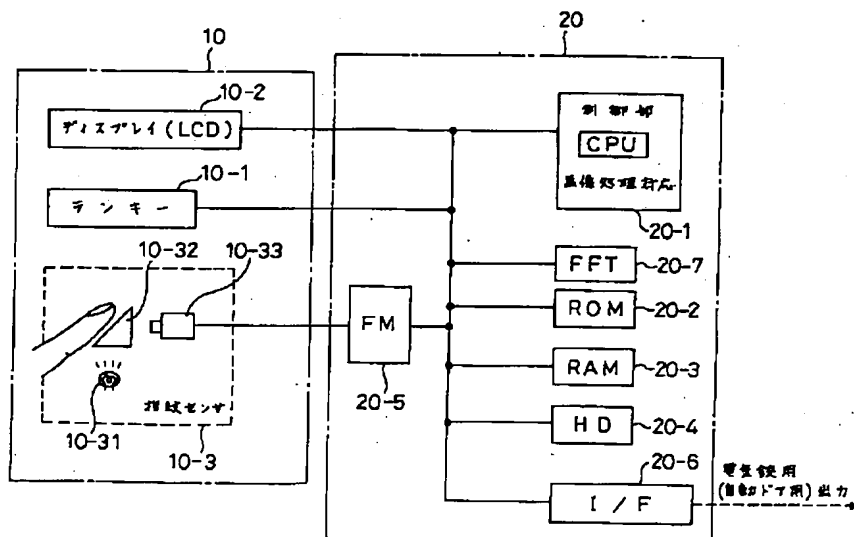 10
20
10-2
ディスプレイ(LCD)
制御部
CPU
画像処理対応
20-1
10-1
テンキー
10-32
10-33
FFT
20-7
ROM
20-2
FM
20-5
RAM
20-3
指紋センサ
10-31
10-3
HD
20-4
20-6
I/F
電気錠用
(自動ドア用)出力